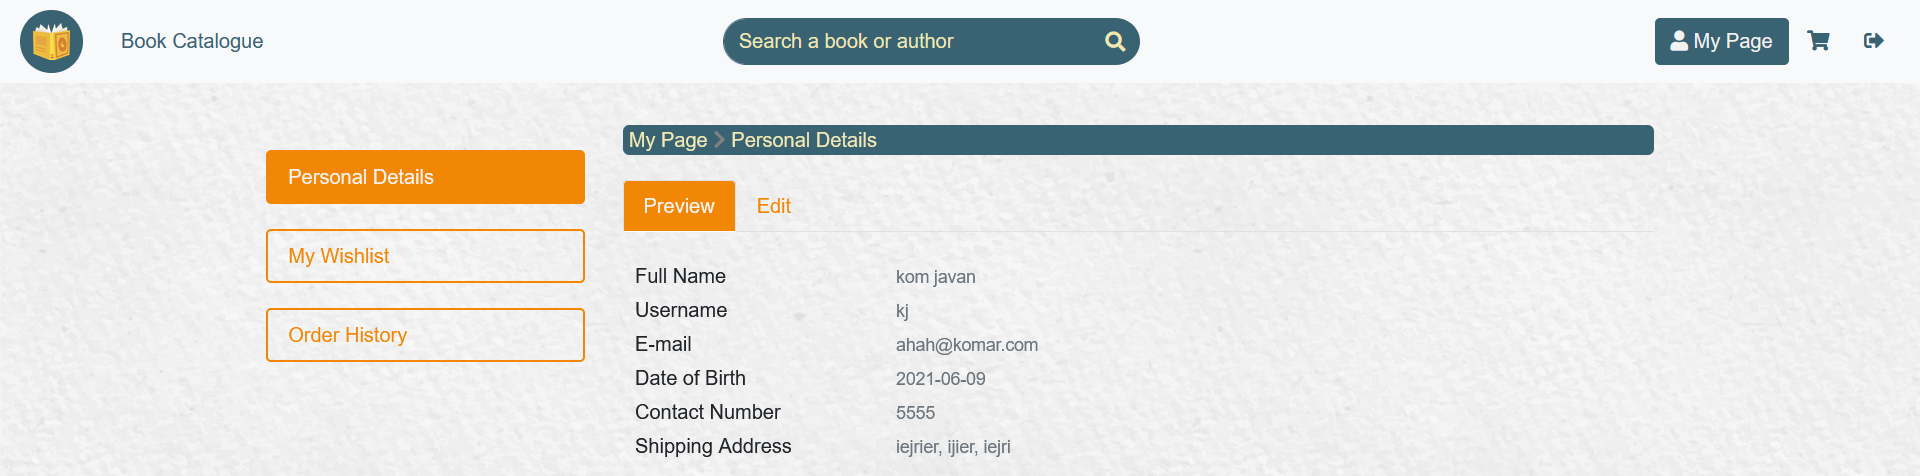 Book Catalogue
Search a book or author
My Page
My Page > Personal Details
Personal Details
My Wishlist
Order History
Preview Edit
Full Name kom javan
Username kj
E-mail ahah@komar.com
Date of Birth 2021-06-09
Contact Number 5555
Shipping Address iejrier, ijier, iejri